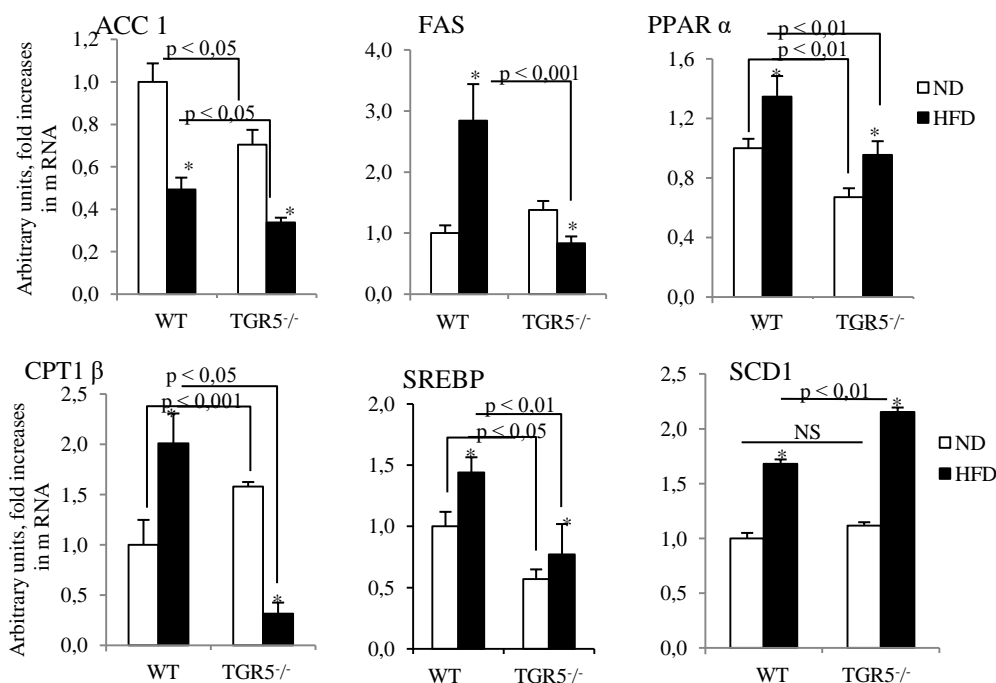 ACC 1
Arbitrary units, fold increases
in m RNA
1,2
1,0
0,8
0,6
0,4
0,2
0,0
p < 0,05
p < 0,05
*
*
WT
TGR5-/-
FAS
4,0
3,0
2,0
1,0
0,0
*
p < 0,001
*
WT
TGR5-/-
PPAR α
1,6
1,2
0,8
0,4
0,0
p < 0,01
p < 0,01
*
*
WT
TGR5-/-
ND
HFD
CPT1 β
Arbitrary units, fold increases
in m RNA
2,5
2,0
1,5
1,0
0,5
0,0
p < 0,05
p < 0,001
*
*
WT
TGR5-/-
SREBP
2,0
1,5
1,0
0,5
0,0
p < 0,01
p < 0,05
*
*
WT
TGR5-/-
SCD1
2,5
2,0
1,5
1,0
0,5
0,0
p < 0,01
*
NS
*
WT
TGR5-/-
ND
HFD